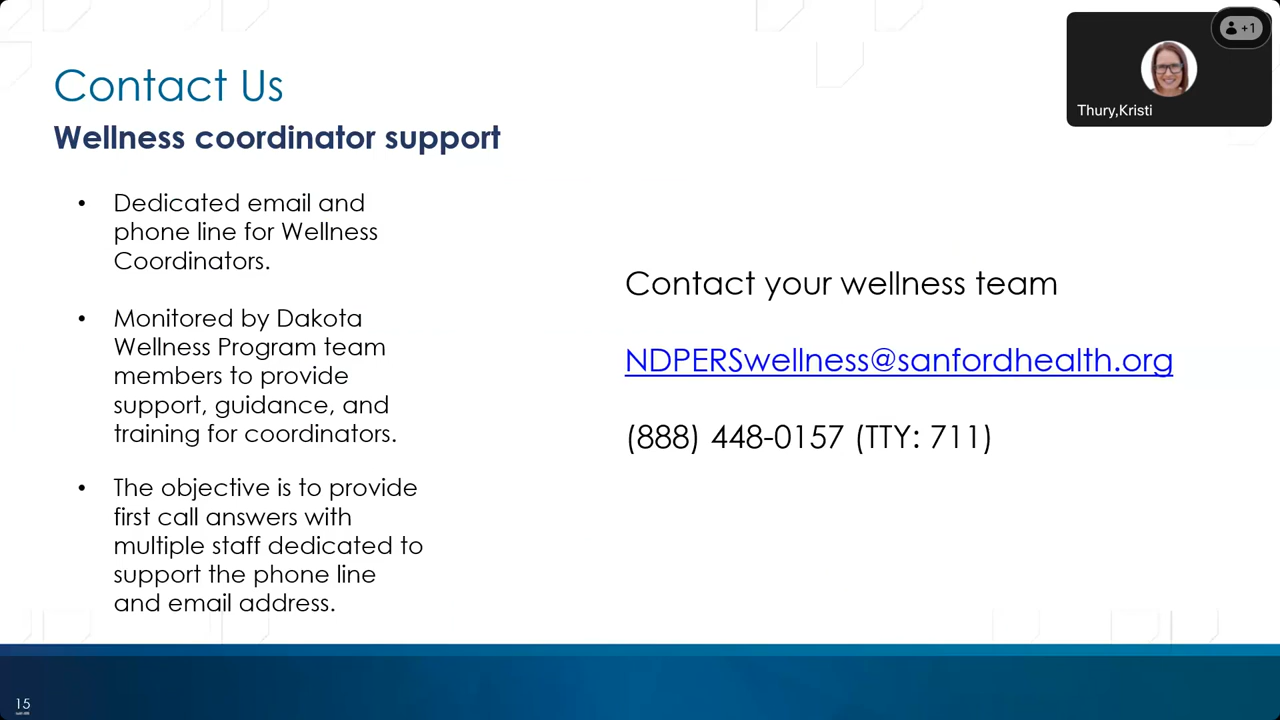 Contact Us
Wellness coordinator support
• Dedicated email and
phone line for Wellness
Coordinators.
• Monitored by Dakota
Wellness Program team
members to provide
support, guidance, and
training for coordinators.
• The objective is to provide
first call answers with
multiple staff dedicated to
support the phone line
and email address.
Contact your wellness team
NDPERSwellness@sanfordhealth.org
(888) 448-0157 (TTY: 711)
+1
Thury,Kristi
15